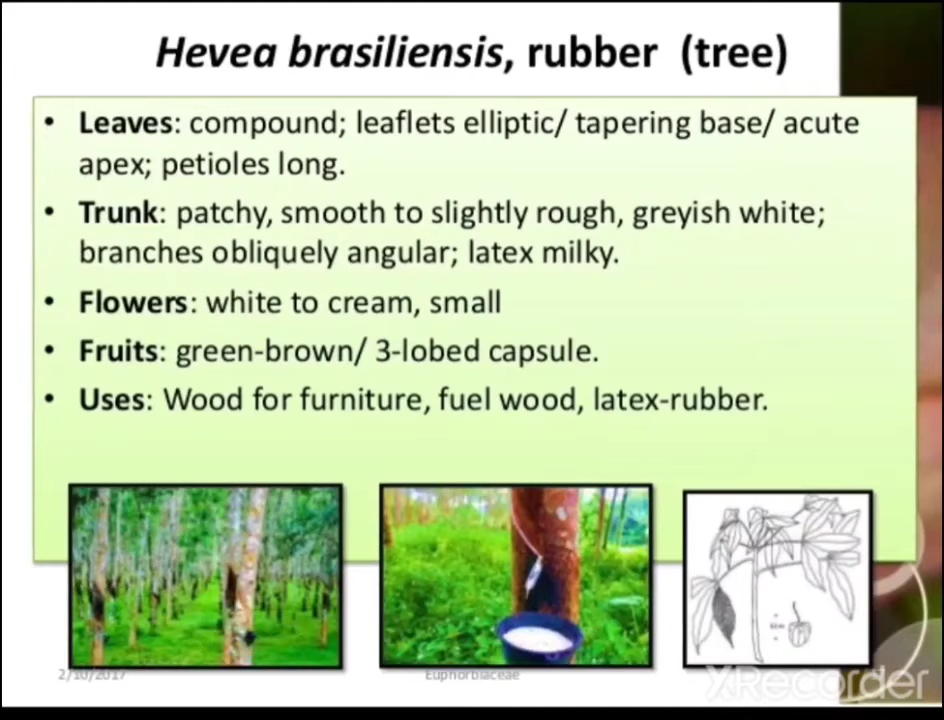 Hevea brasiliensis, rubber (tree)
• Leaves: compound; leaflets elliptic/ tapering base/ acute
apex; petioles long.
• Trunk: patchy, smooth to slightly rough, greyish white;
branches obliquely angular; latex milky.
• Flowers: white to cream, small
• Fruits: green-brown/ 3-lobed capsule.
• Uses: Wood for furniture, fuel wood, latex-rubber.
2/10/2017
Euphorbiaceae
XRecorder